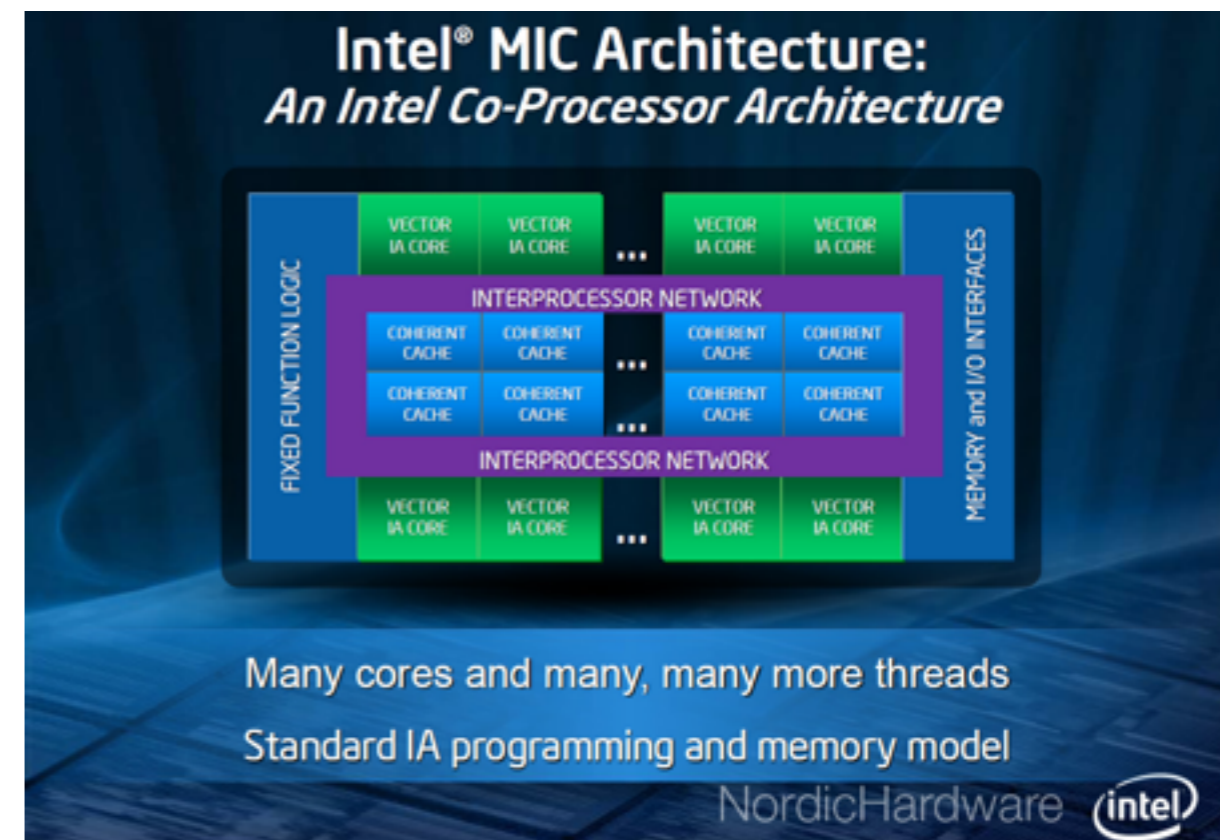 Intel® MIC Architecture:
An Intel Co-Processor Architecture
FIXED FUNCTION LOGIC
VECTOR
IA CORE
VECTOR
IA CORE
...
VECTOR
IA CORE
VECTOR
IA CORE
INTERPROCESSOR NETWORK
COHERENT
CACHE
COHERENT
CACHE
...
COHERENT
CACHE
COHERENT
CACHE
COHERENT
CACHE
COHERENT
CACHE
...
COHERENT
CACHE
COHERENT
CACHE
INTERPROCESSOR NETWORK
VECTOR
IA CORE
VECTOR
IA CORE
...
VECTOR
IA CORE
VECTOR
IA CORE
MEMORY and I/O INTERFACES
Many cores and many, many more threads
Standard IA programming and memory model
NordicHardware
intel